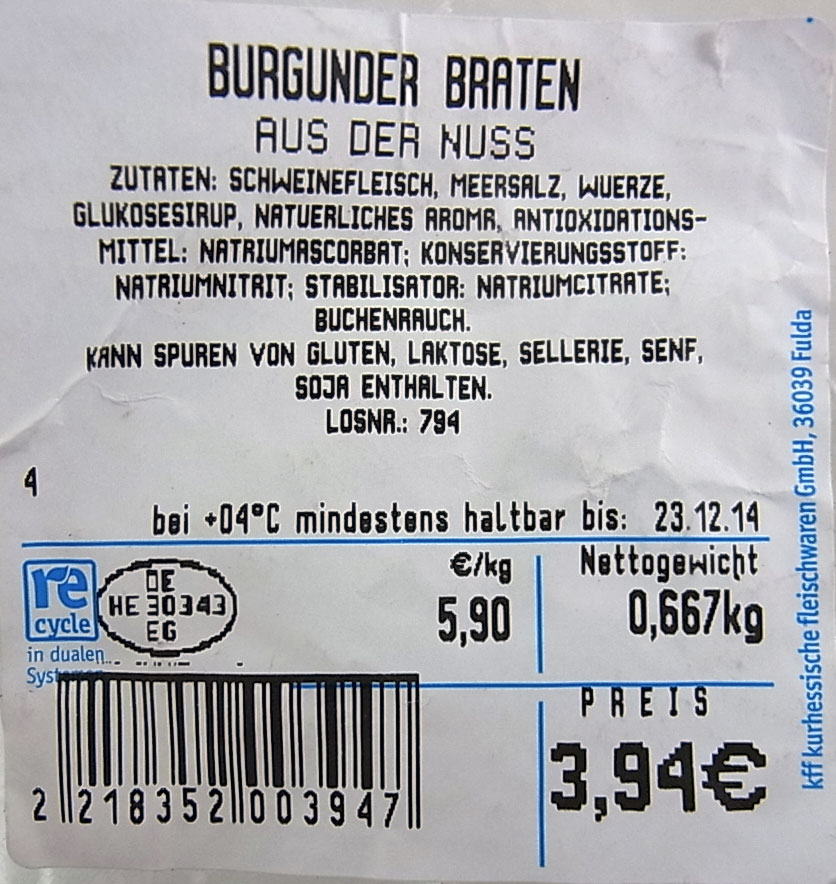 BURGUNDER BRATEN
AUS DER NUSS
ZUTATEN: SCHWEINEFLEISCH, MEERSALZ, WUERZE,
GLUKOSESIRUP, NATUERLICHES AROMA, ANTIOXIDATIONS-
MITTEL: NATRIUMASCORBAT; KONSERVIERUNGSSTOFF:
NATRIUMNITRIT; STABILISATOR: NATRIUMCITRATE;
BUCHENRAUCH.
KANN SPUREN VON GLUTEN, LAKTOSE, SELLERIE, SENF,
SOJA ENTHALTEN.
LOSNR.: 794
4
bei +04°C mindestens haltbar bis: 23.12.14
re
cycle
in dualen
DE
HE 30343
EG
€/kg
5,90
Nettogewicht
0,667kg
PREIS
3,94€
2 218352 003947
kff kurhessische fleischwaren GmbH, 36039 Fulda